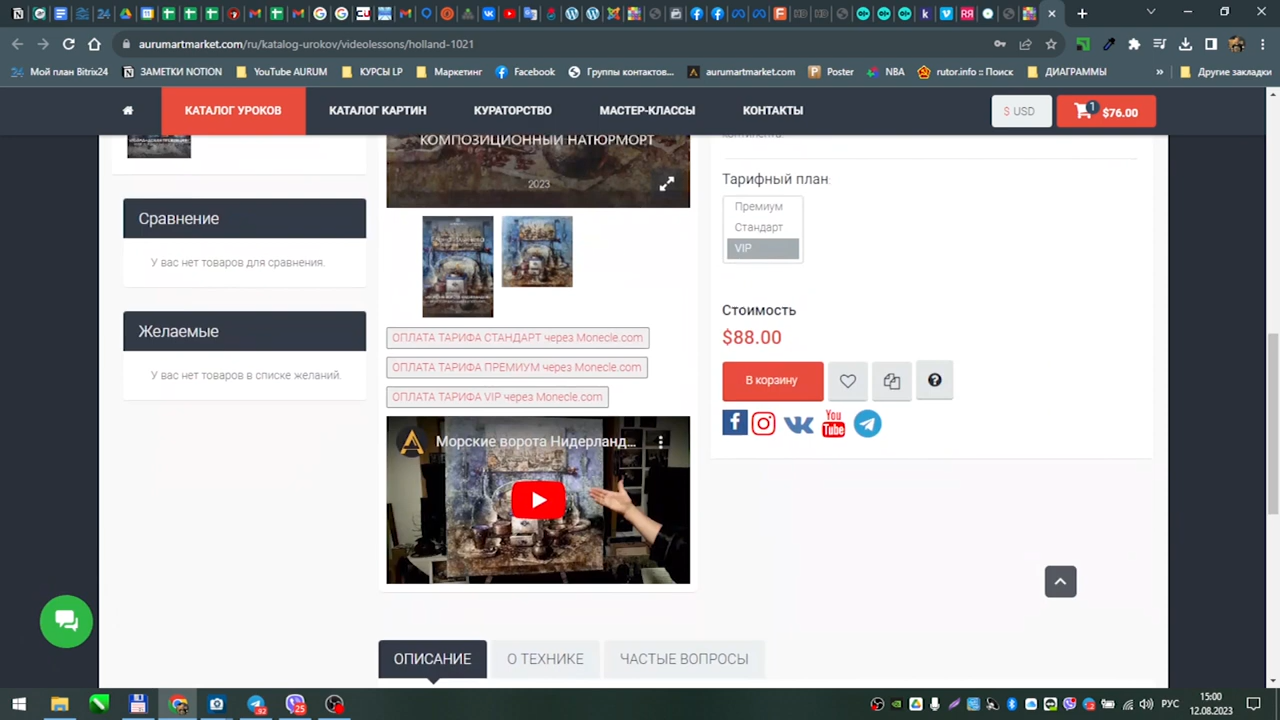 aurumartmarket.com/ru/katalog-urokov/videolessons/holland-1021
Мой план Bitrix24
ЗАМЕТКИ NOTION
YouTube AURUM
КУРСЫ LP
Маркетинг
Facebook
Группы контактов...
aurumartmarket.com
Poster
NBA
rutor.info :: Поиск
ДИАГРАММЫ
»
Другие закладки
КАТАЛОГ УРОКОВ
КАТАЛОГ КАРТИН
КУРАТОРСТВО
МАСТЕР-КЛАССЫ
КОНТАКТЫ
$ USD
1
$76.00
КОМПОЗИЦИОННЫЙ НАТЮРМОРТ
2023
Сравнение
У вас нет товаров для сравнения.
Желаемые
У вас нет товаров в списке желаний.
ОПЛАТА ТАРИФА СТАНДАРТ через Monecle.com
ОПЛАТА ТАРИФА ПРЕМИУМ через Monecle.com
ОПЛАТА ТАРИФА VIP через Monecle.com
Морские ворота Нидерланд...
Тарифный план
Премиум
Стандарт
VIP
Стоимость
$88.00
В корзину
You
Tube
ОПИСАНИЕ
О ТЕХНИКЕ
ЧАСТЫЕ ВОПРОСЫ
РУС
15:00
12.08.2023